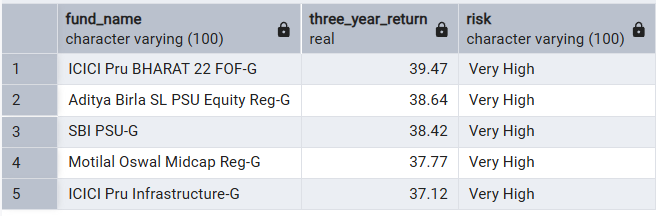 fund_name three_year_return risk
character varying (100) real character varying (100)
1 ICICI Pru BHARAT 22 FOF-G 39.47 Very High
2 Aditya Birla SL PSU Equity Reg-G 38.64 Very High
3 SBI PSU-G 38.42 Very High
4 Motilal Oswal Midcap Reg-G 37.77 Very High
5 ICICI Pru Infrastructure-G 37.12 Very High